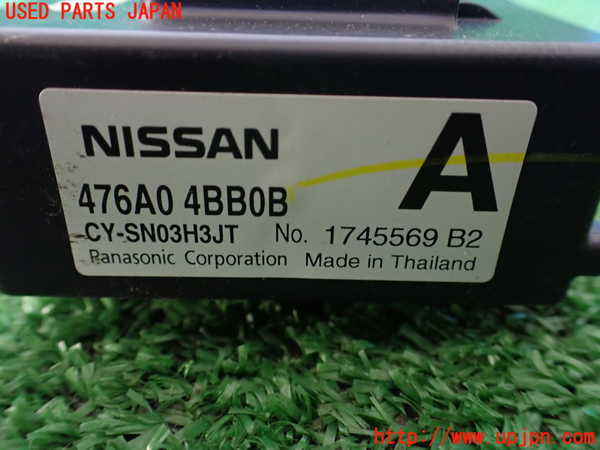 USED PARTS JAPAN
NISSAN
A
476A0 4BB0B
CY-SN03H3JT No. 1745569 B2
Panasonic Corporation Made in Thailand
http://www.upjpn.com